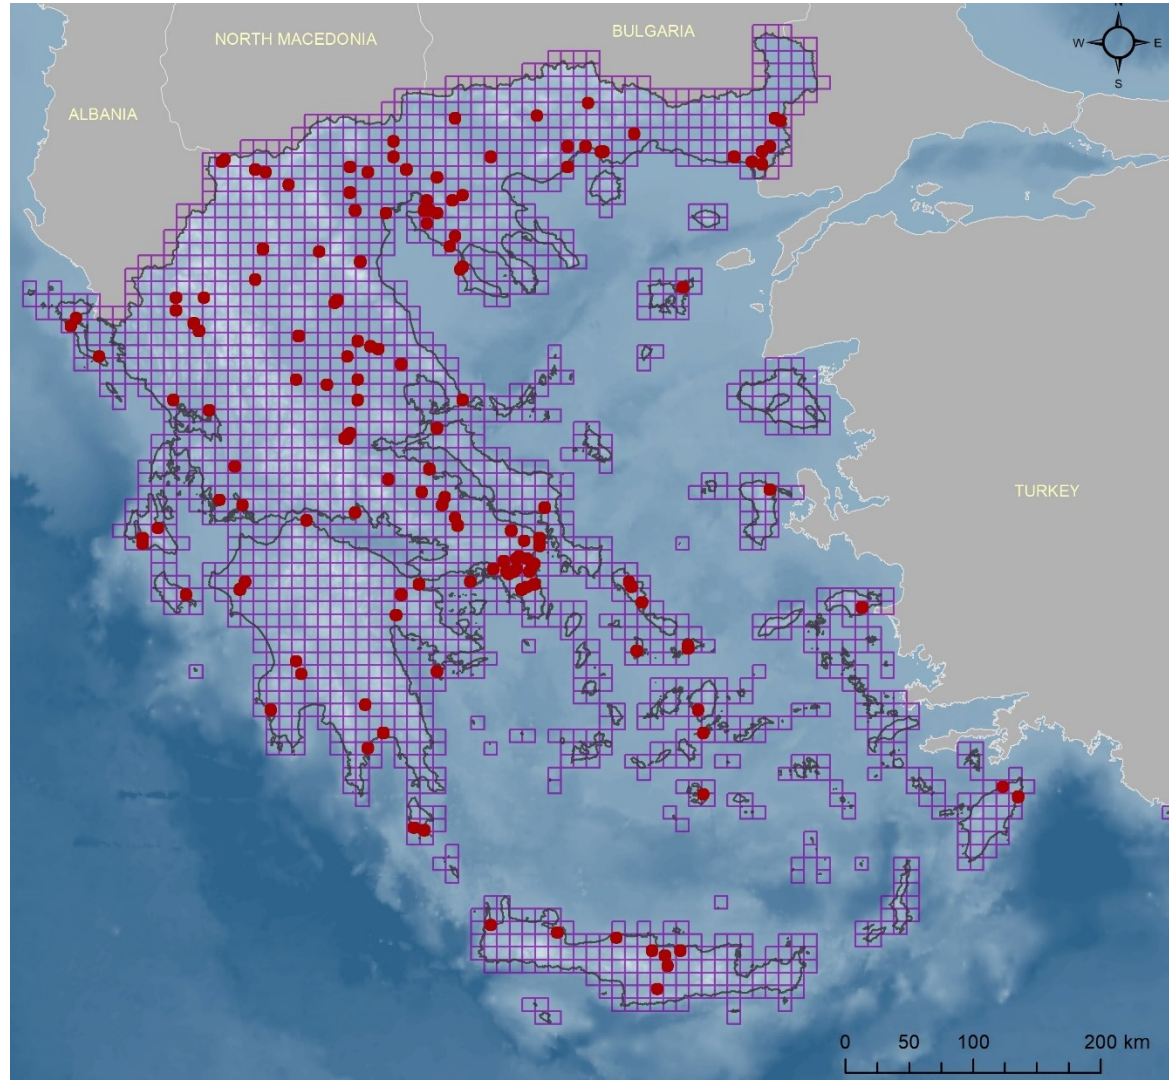 N
BULGARIA
NORTH MACEDONIA
W E
S
ALBANIA
TURKEY
0 50 100 200 km